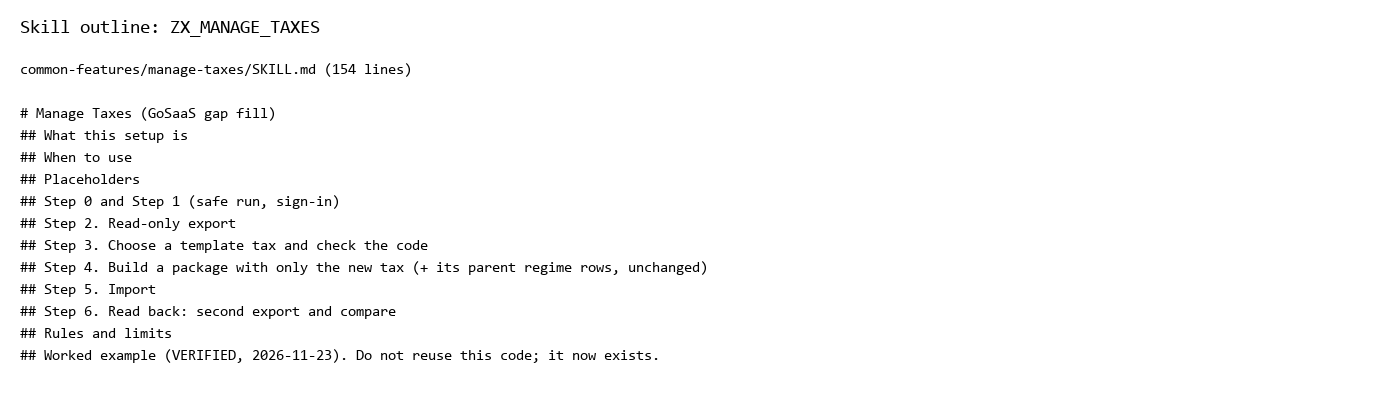 Skill outline: ZX_MANAGE_TAXES
common-features/manage-taxes/SKILL.md (154 lines)
# Manage Taxes (GoSaaS gap fill)
## What this setup is
## When to use
## Placeholders
## Step 0 and Step 1 (safe run, sign-in)
## Step 2. Read-only export
## Step 3. Choose a template tax and check the code
## Step 4. Build a package with only the new tax (+ its parent regime rows, unchanged)
## Step 5. Import
## Step 6. Read back: second export and compare
## Rules and limits
## Worked example (VERIFIED, 2026-11-23). Do not reuse this code; it now exists.